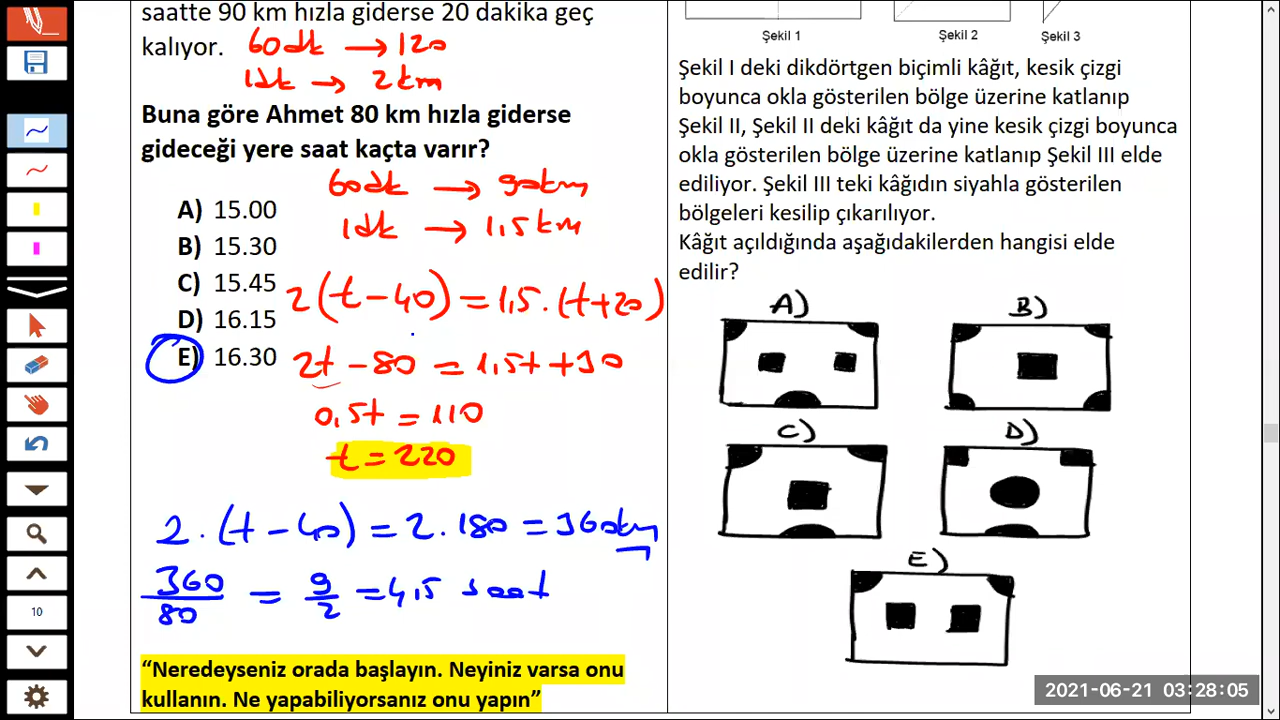 saatte 90 km hızla giderse 20 dakika geç
kalıyor.
60dk → 120
1dk → 2km
Buna göre Ahmet 80 km hızla giderse
gideceği yere saat kaçta varır?
60dk → 90km
1dk → 1,5km
A) 15.00
B) 15.30
C) 15.45
D) 16.15
E) 16.30
2(t-40)=1,5.(t+20)
2t-80=1,5t+30
0,5t=110
t=220
2.(t-40)=2.180=360km
360/80 = 9/2 = 4,5 saat
“Neredeyseniz orada başlayın. Neyiniz varsa onu
kullanın. Ne yapabiliyorsanız onu yapın”
Şekil 1
Şekil 2
Şekil 3
Şekil I deki dikdörtgen biçimli kâğıt, kesik çizgi
boyunca okla gösterilen bölge üzerine katlanıp
Şekil II, Şekil II deki kâğıt da yine kesik çizgi boyunca
okla gösterilen bölge üzerine katlanıp Şekil III elde
ediliyor. Şekil III teki kâğıdın siyahla gösterilen
bölgeleri kesilip çıkarılıyor.
Kâğıt açıldığında aşağıdakilerden hangisi elde
edilir?
A)
B)
C)
D)
E)
10
2021-06-21 03:28:05